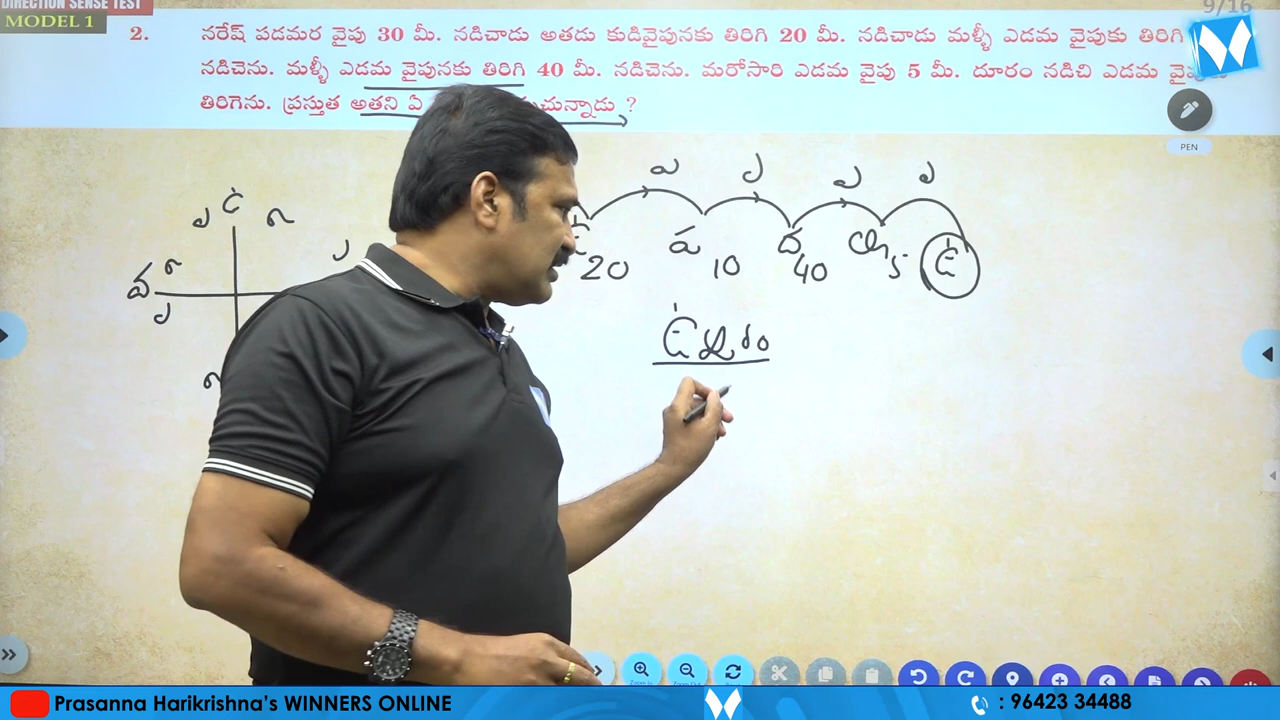 DIRECTION SENSE TEST
9/16
MODEL 1
2. నరేష్ పడమర వైపు 30 మీ. నడిచాడు అతడు కుడివైపునకు తిరిగి 20 మీ. నడిచాడు మళ్ళీ ఎడమ వైపుకు తిరిగి
నడిచెను. మళ్ళీ ఎడమ వైపునకు తిరిగి 40 మీ. నడిచెను. మరోసారి ఎడమ వైపు 5 మీ. దూరం నడిచి ఎడమ
తిరిగెను. ప్రస్తుత అతని ఏ చున్నాడు ?
PEN
ఎ ఎ ఎ ఎ
ఉ కు
ఎ
ప కు
ఎ
కు
ఉ ప ద తూ ఉ
20 10 40 5
ఉత్తరం
Prasanna Harikrishna's WINNERS ONLINE : 96423 34488